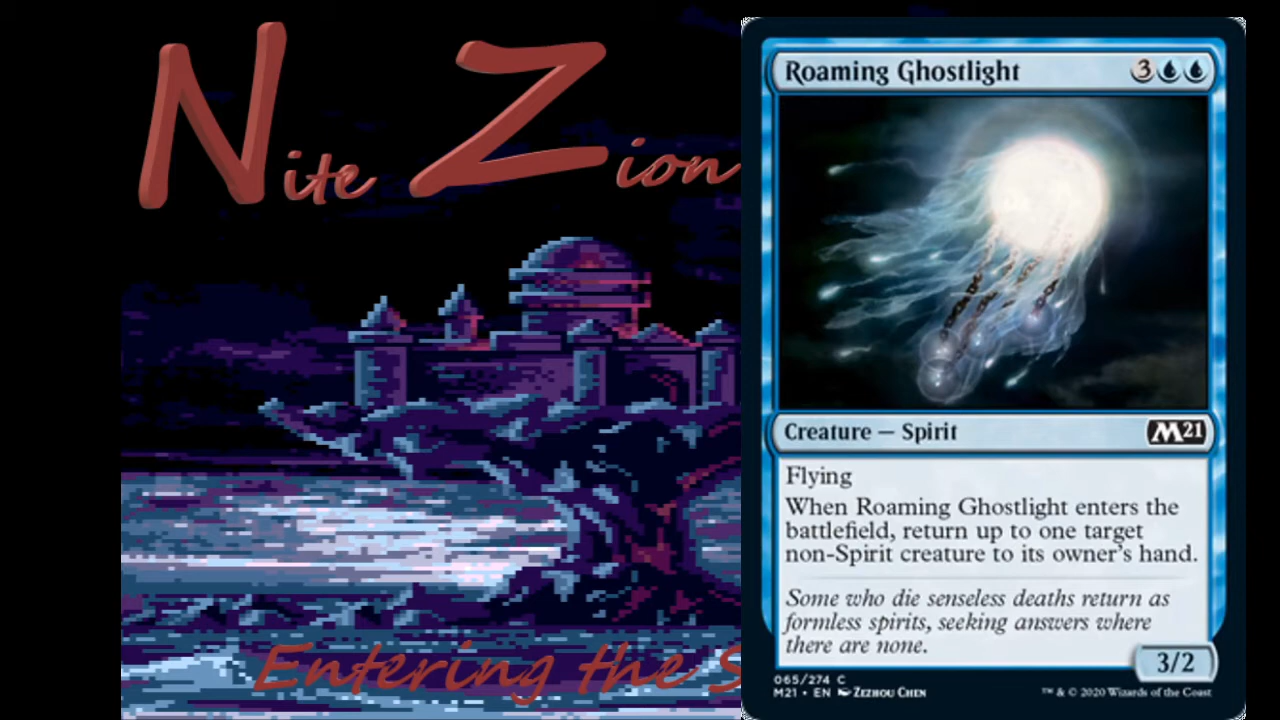 Nite Zion
Entering the S
Roaming Ghostlight 3
Creature — Spirit M21
Flying
When Roaming Ghostlight enters the
battlefield, return up to one target
non-Spirit creature to its owner's hand.
Some who die senseless deaths return as
formless spirits, seeking answers where
there are none.
3/2
065/274 C
M21 • EN Zezhou Chen
™ & © 2020 Wizards of the Coast